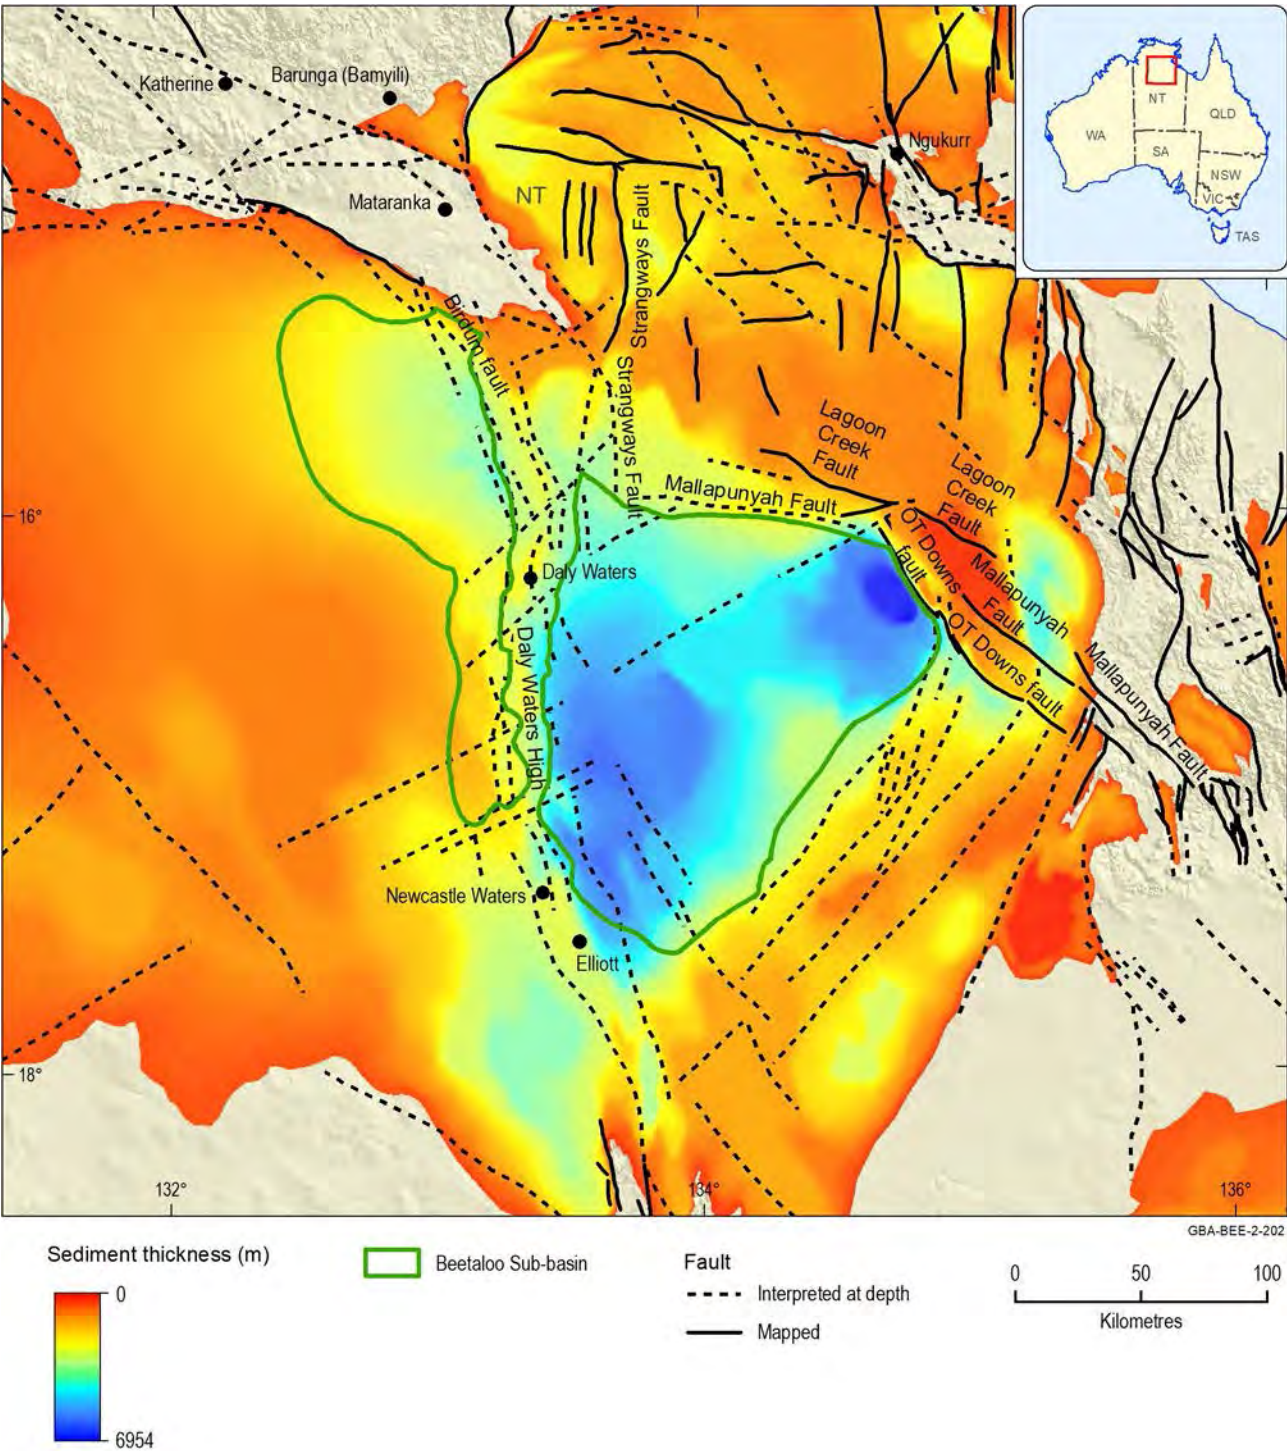 Katherine
Barunga (Bamyili)
Ngukurr
Mataranka
NT
WA
NT
QLD
SA
NSW
VIC
TAS
Birdum fault
Strangways Fault
Strangways Fault
Lagoon
Creek
Fault
Lagoon
Creek
Fault
Mallapunyah Fault
16°
OT Downs
fault
Mallapunyah
Fault
Daly Waters
OT Downs fault
Daly Waters High
Mallapunyah Fault
Newcastle Waters
Elliott
18°
132°
134°
136°
GBA-BEE-2-202
Sediment thickness (m)
0
6954
Beetaloo Sub-basin
Fault
Interpreted at depth
Mapped
0 50 100
Kilometres